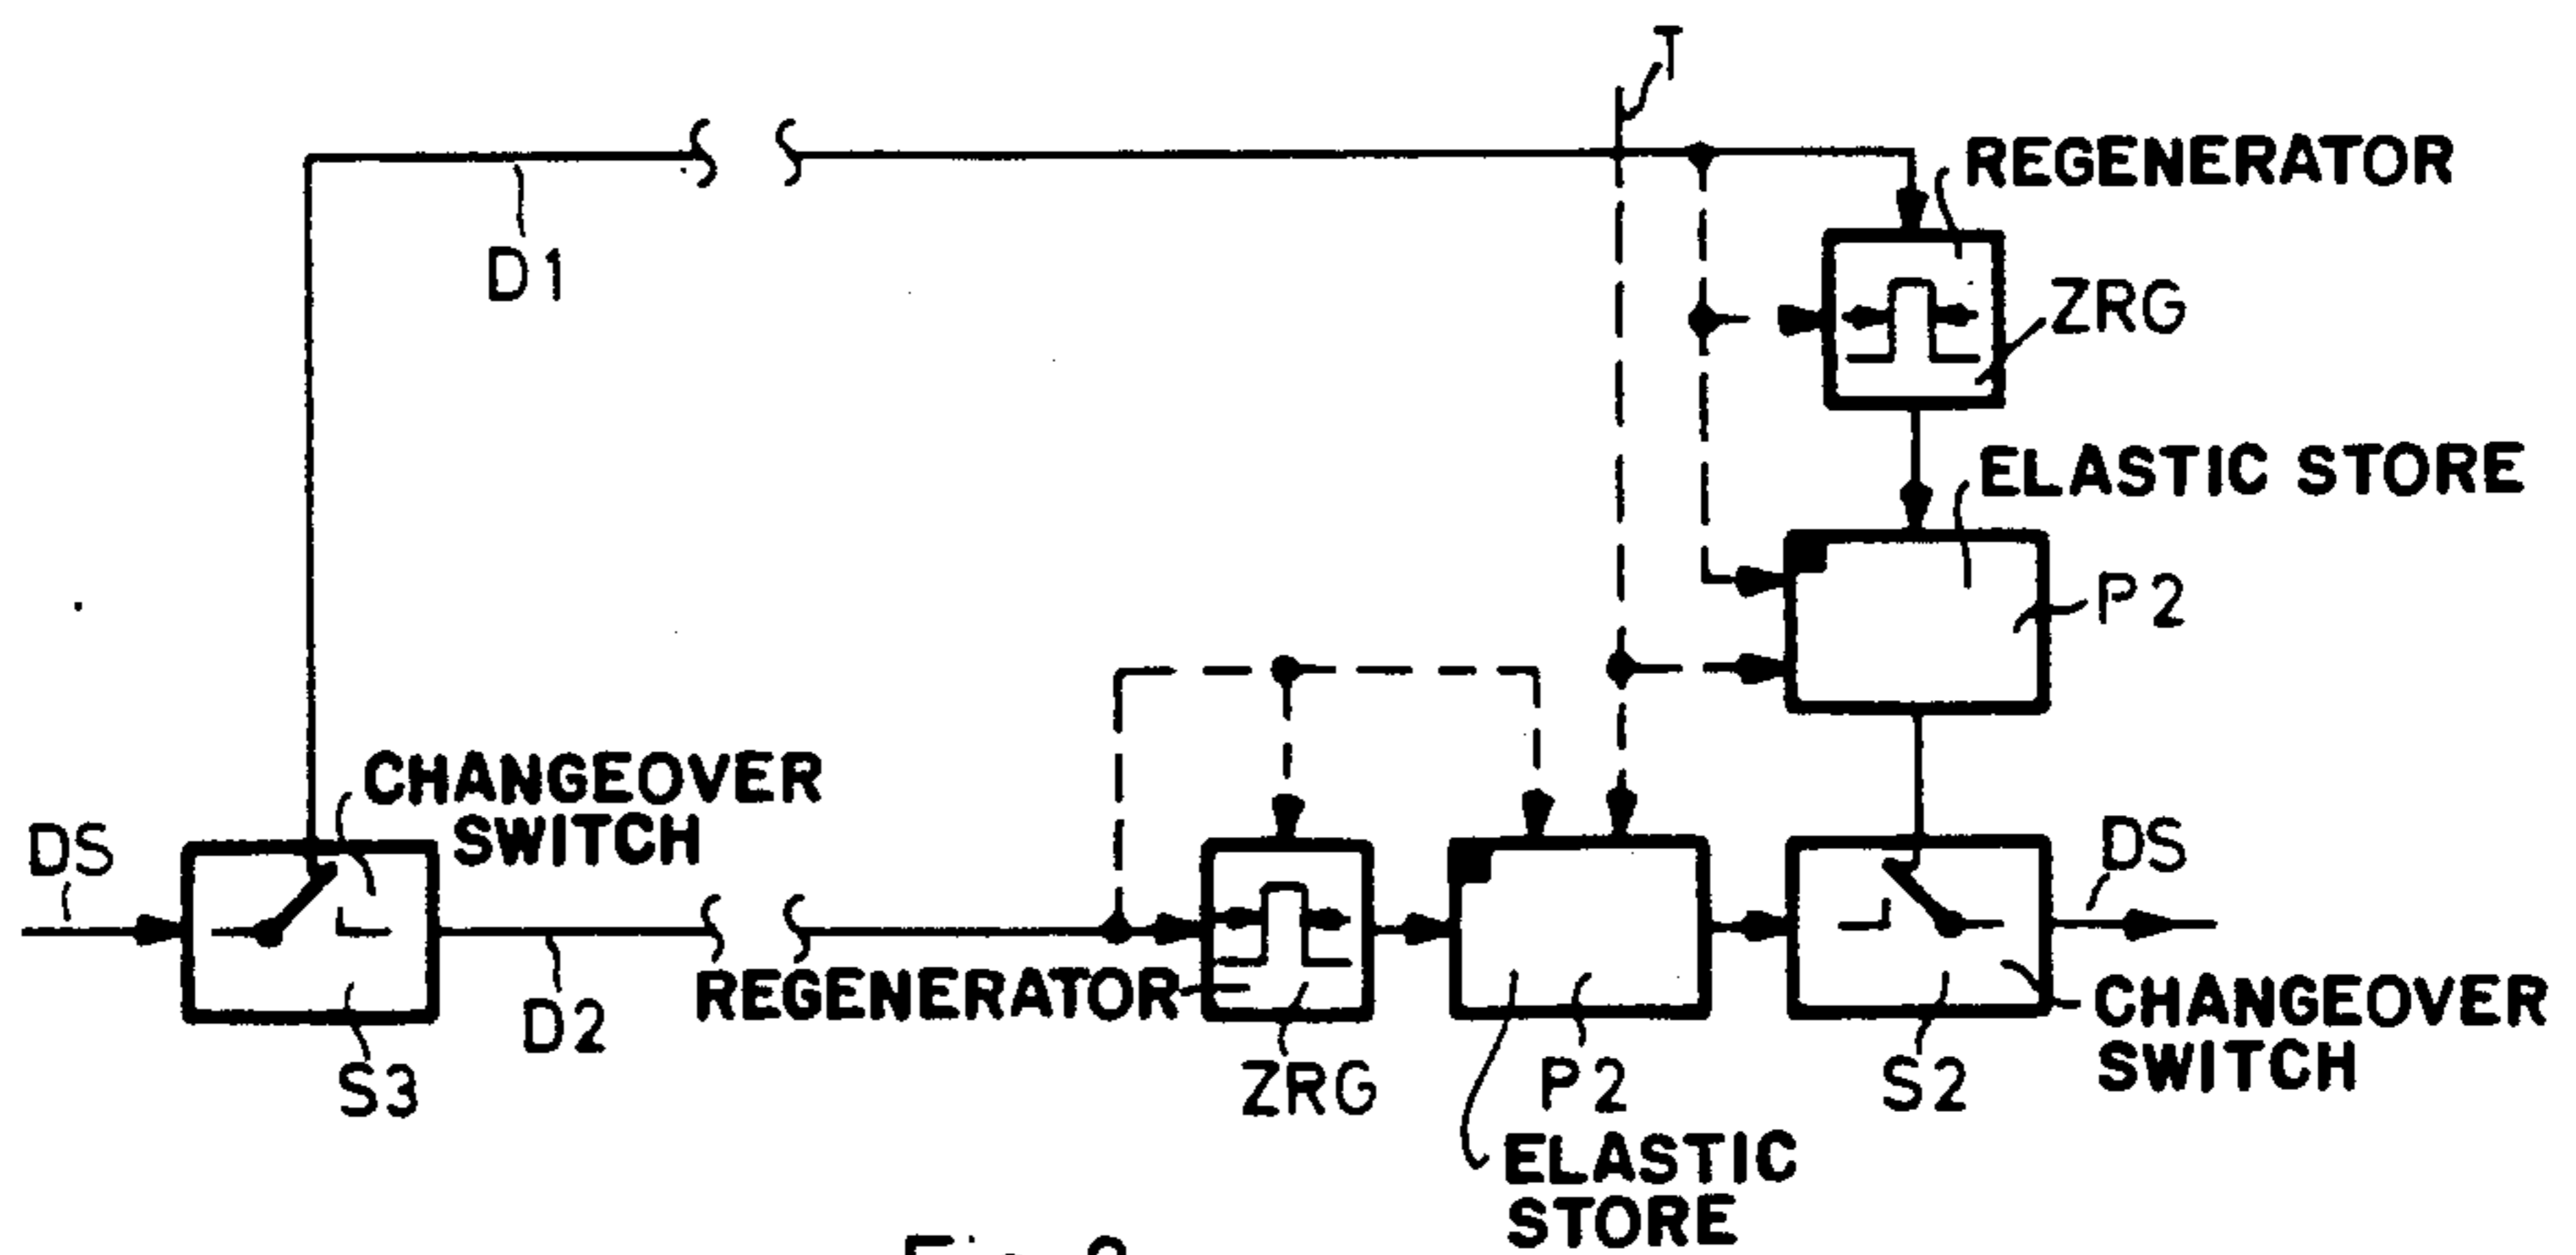 T
REGENERATOR
D1
ZRG
ELASTIC STORE
P2
CHANGEOVER
SWITCH
DS
DS
D2
REGENERATOR
S3
ZRG
P2
S2
CHANGEOVER
SWITCH
ELASTIC
STORE